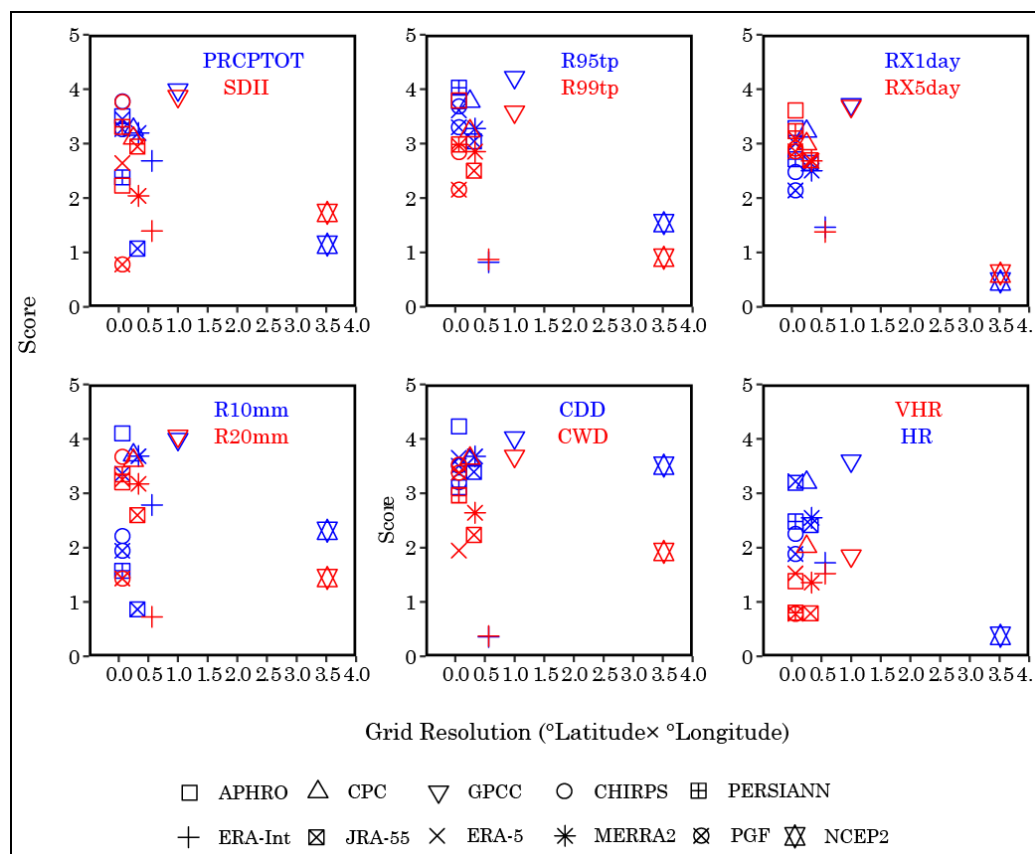 5 4 3 2 1 0
PRCPTOT
SDII
0.0 0.5 1.0 1.5 2.0 2.5 3.0 3.5 4.0
5 4 3 2 1 0
R95tp
R99tp
0.0 0.5 1.0 1.5 2.0 2.5 3.0 3.5 4.0
5 4 3 2 1 0
RX1day
RX5day
0.0 0.5 1.0 1.5 2.0 2.5 3.0 3.5 4.
Score
5 4 3 2 1 0
R10mm
R20mm
0.0 0.5 1.0 1.5 2.0 2.5 3.0 3.5 4.0
Score
5 4 3 2 1 0
CDD
CWD
0.0 0.5 1.0 1.5 2.0 2.5 3.0 3.5 4.0
5 4 3 2 1 0
VHR
HR
0.0 0.5 1.0 1.5 2.0 2.5 3.0 3.5 4.
Grid Resolution (°Latitude× °Longitude)
APHRO CPC GPCC CHIRPS PERSIANN
ERA-Int JRA-55 ERA-5 MERRA2 PGF NCEP2